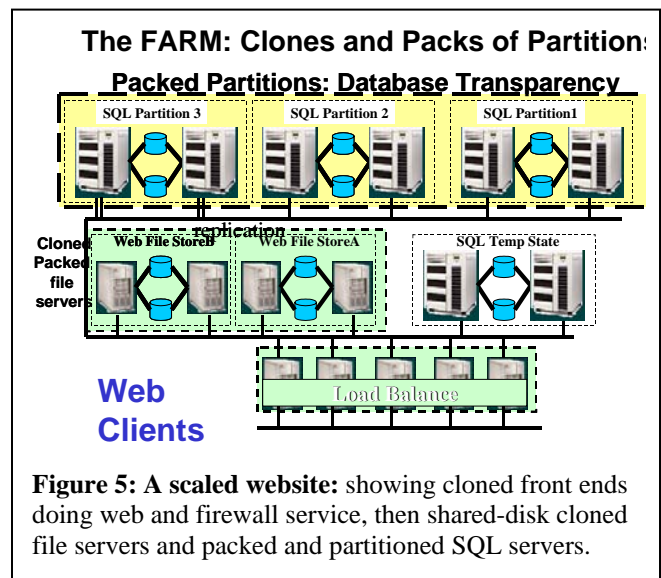 The FARM: Clones and Packs of Partitions
Packed Partitions: Database Transparency
SQL Partition 3
SQL Partition 2
SQL Partition1
replication
Cloned
Packed
file
servers
Web File StoreB
Web File StoreA
SQL Temp State
Load Balance
Web
Clients
Figure 5: A scaled website: showing cloned front ends
doing web and firewall service, then shared-disk cloned
file servers and packed and partitioned SQL servers.